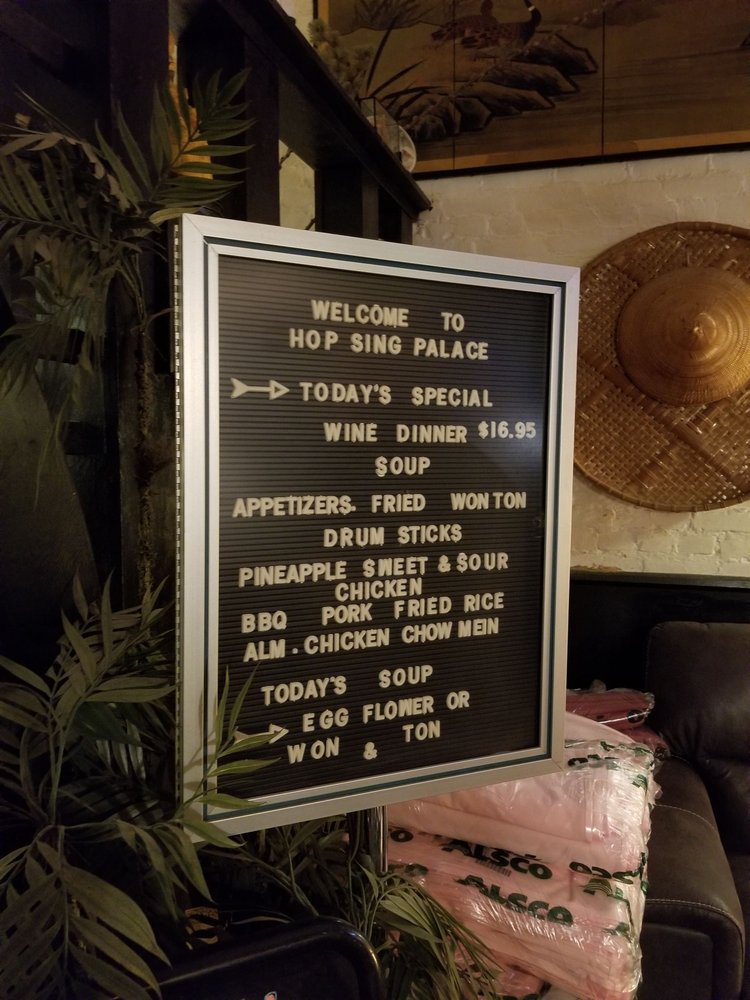 WELCOME TO
HOP SING PALACE
TODAY'S SPECIAL
WINE DINNER $16.95
SOUP
APPETIZERS. FRIED WON TON
DRUM STICKS
PINEAPPLE SWEET & SOUR
CHICKEN
BBQ PORK FRIED RICE
ALM. CHICKEN CHOW MEIN
TODAY'S SOUP
EGG FLOWER OR
WON & TON
ALSCO
ALSCO